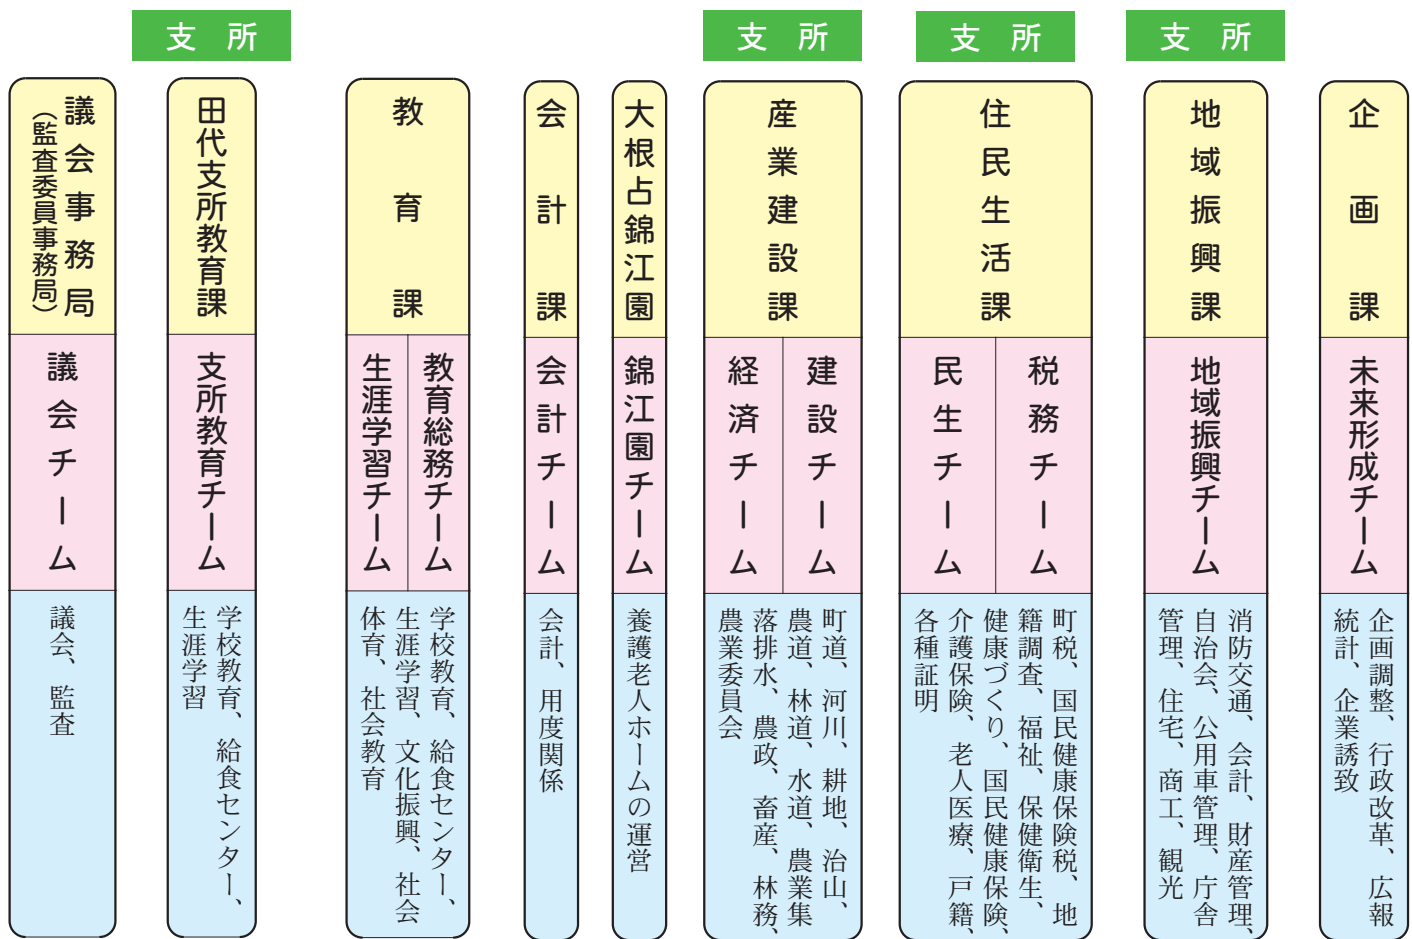 支所
支所
支所
支所
企画課
未来形成チーム
企画調整、行政改革、広報
統計、企業誘致
地域振興課
地域振興チーム
消防交通、会計、財産管理、
自治会、公用車管理、庁舎
管理、住宅、商工、観光
住民生活課
税務チーム
民生チーム
町税、国民健康保険税、地
籍調査、福祉、保健衛生、
健康づくり、国民健康保険、
介護保険、老人医療、戸籍、
各種証明
産業建設課
建設チーム
経済チーム
町道、河川、耕地、治山、
農道、林道、水道、農業集
落排水、農政、畜産、林務、
農業委員会
大根占錦江園
錦江園チーム
養護老人ホームの運営
会計課
会計チーム
会計、用度関係
教育課
教育総務チーム
生涯学習チーム
学校教育、給食センター、
生涯学習、文化振興、社会
体育、社会教育
田代支所教育課
支所教育チーム
学校教育、給食センター、
生涯学習
議会事務局
（監査委員事務局）
議会チーム
議会、監査